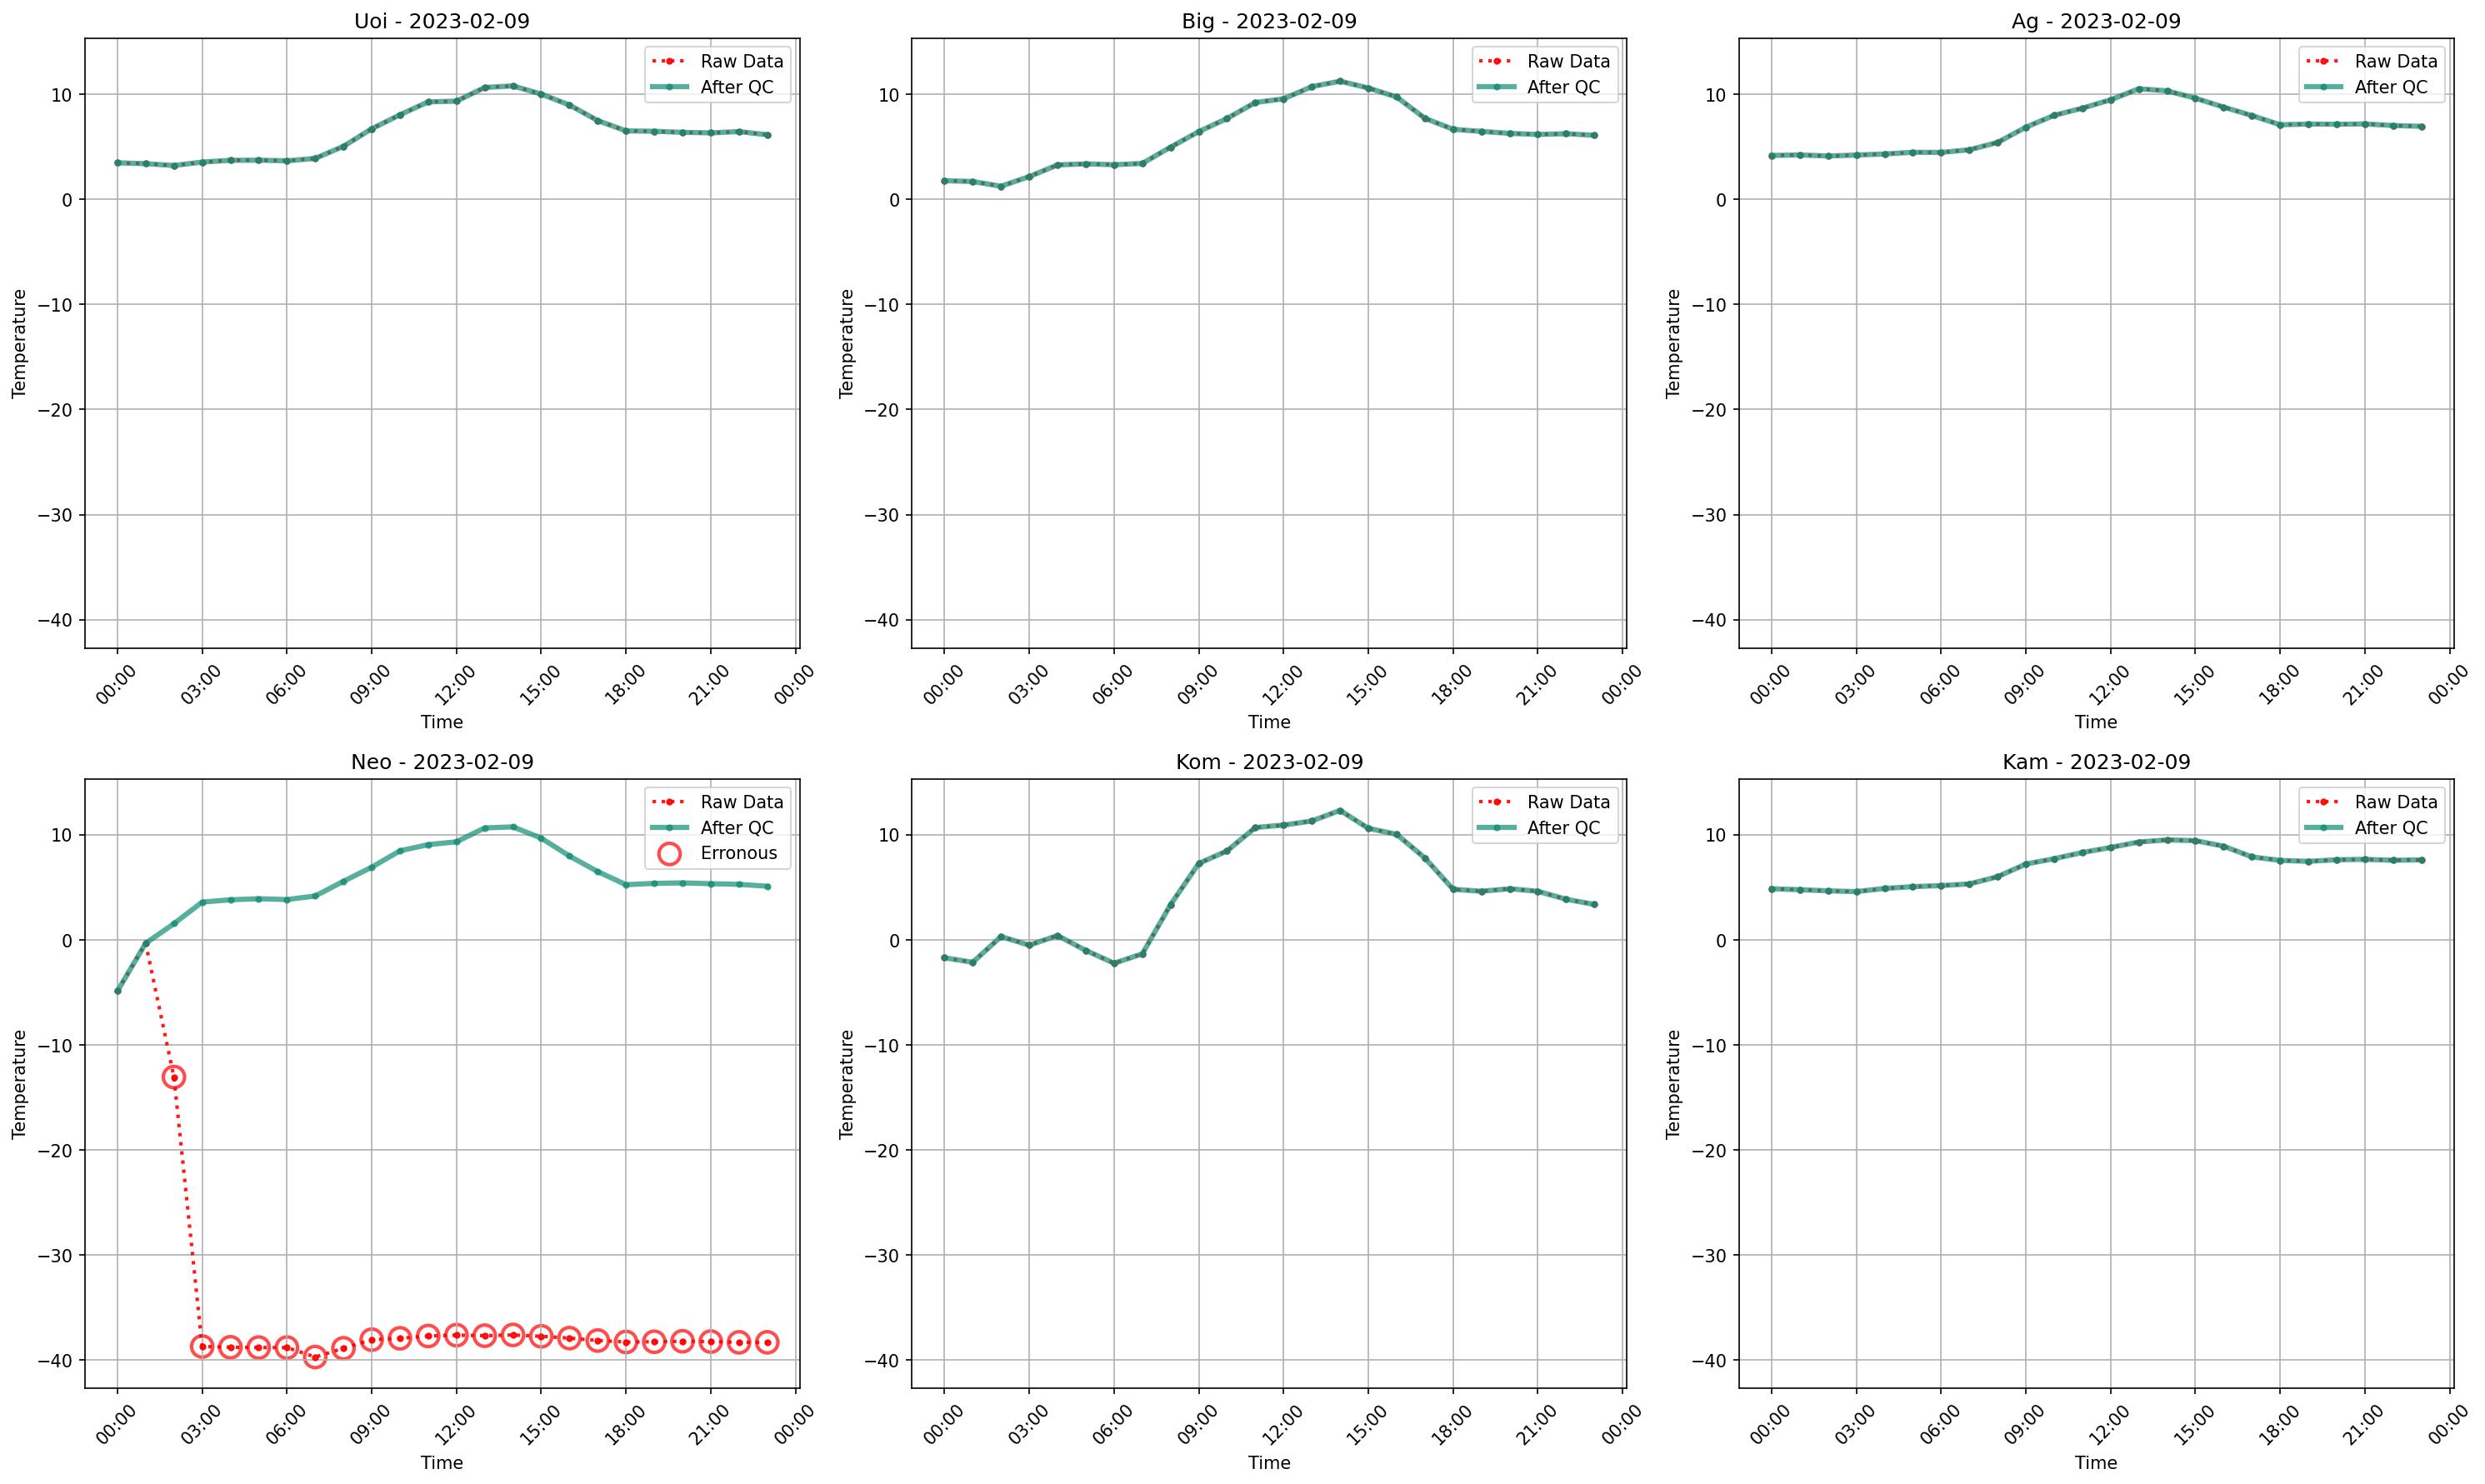 Uoi - 2023-02-09
Raw Data
After QC
10
0
−10
−20
−30
−40
Temperature
00:00 03:00 06:00 09:00 12:00 15:00 18:00 21:00 00:00
Time
Big - 2023-02-09
Raw Data
After QC
10
0
−10
−20
−30
−40
Temperature
00:00 03:00 06:00 09:00 12:00 15:00 18:00 21:00 00:00
Time
Ag - 2023-02-09
Raw Data
After QC
10
0
−10
−20
−30
−40
Temperature
00:00 03:00 06:00 09:00 12:00 15:00 18:00 21:00 00:00
Time
Neo - 2023-02-09
Raw Data
After QC
Erronous
10
0
−10
−20
−30
−40
Temperature
00:00 03:00 06:00 09:00 12:00 15:00 18:00 21:00 00:00
Time
Kom - 2023-02-09
Raw Data
After QC
10
0
−10
−20
−30
−40
Temperature
00:00 03:00 06:00 09:00 12:00 15:00 18:00 21:00 00:00
Time
Kam - 2023-02-09
Raw Data
After QC
10
0
−10
−20
−30
−40
Temperature
00:00 03:00 06:00 09:00 12:00 15:00 18:00 21:00 00:00
Time